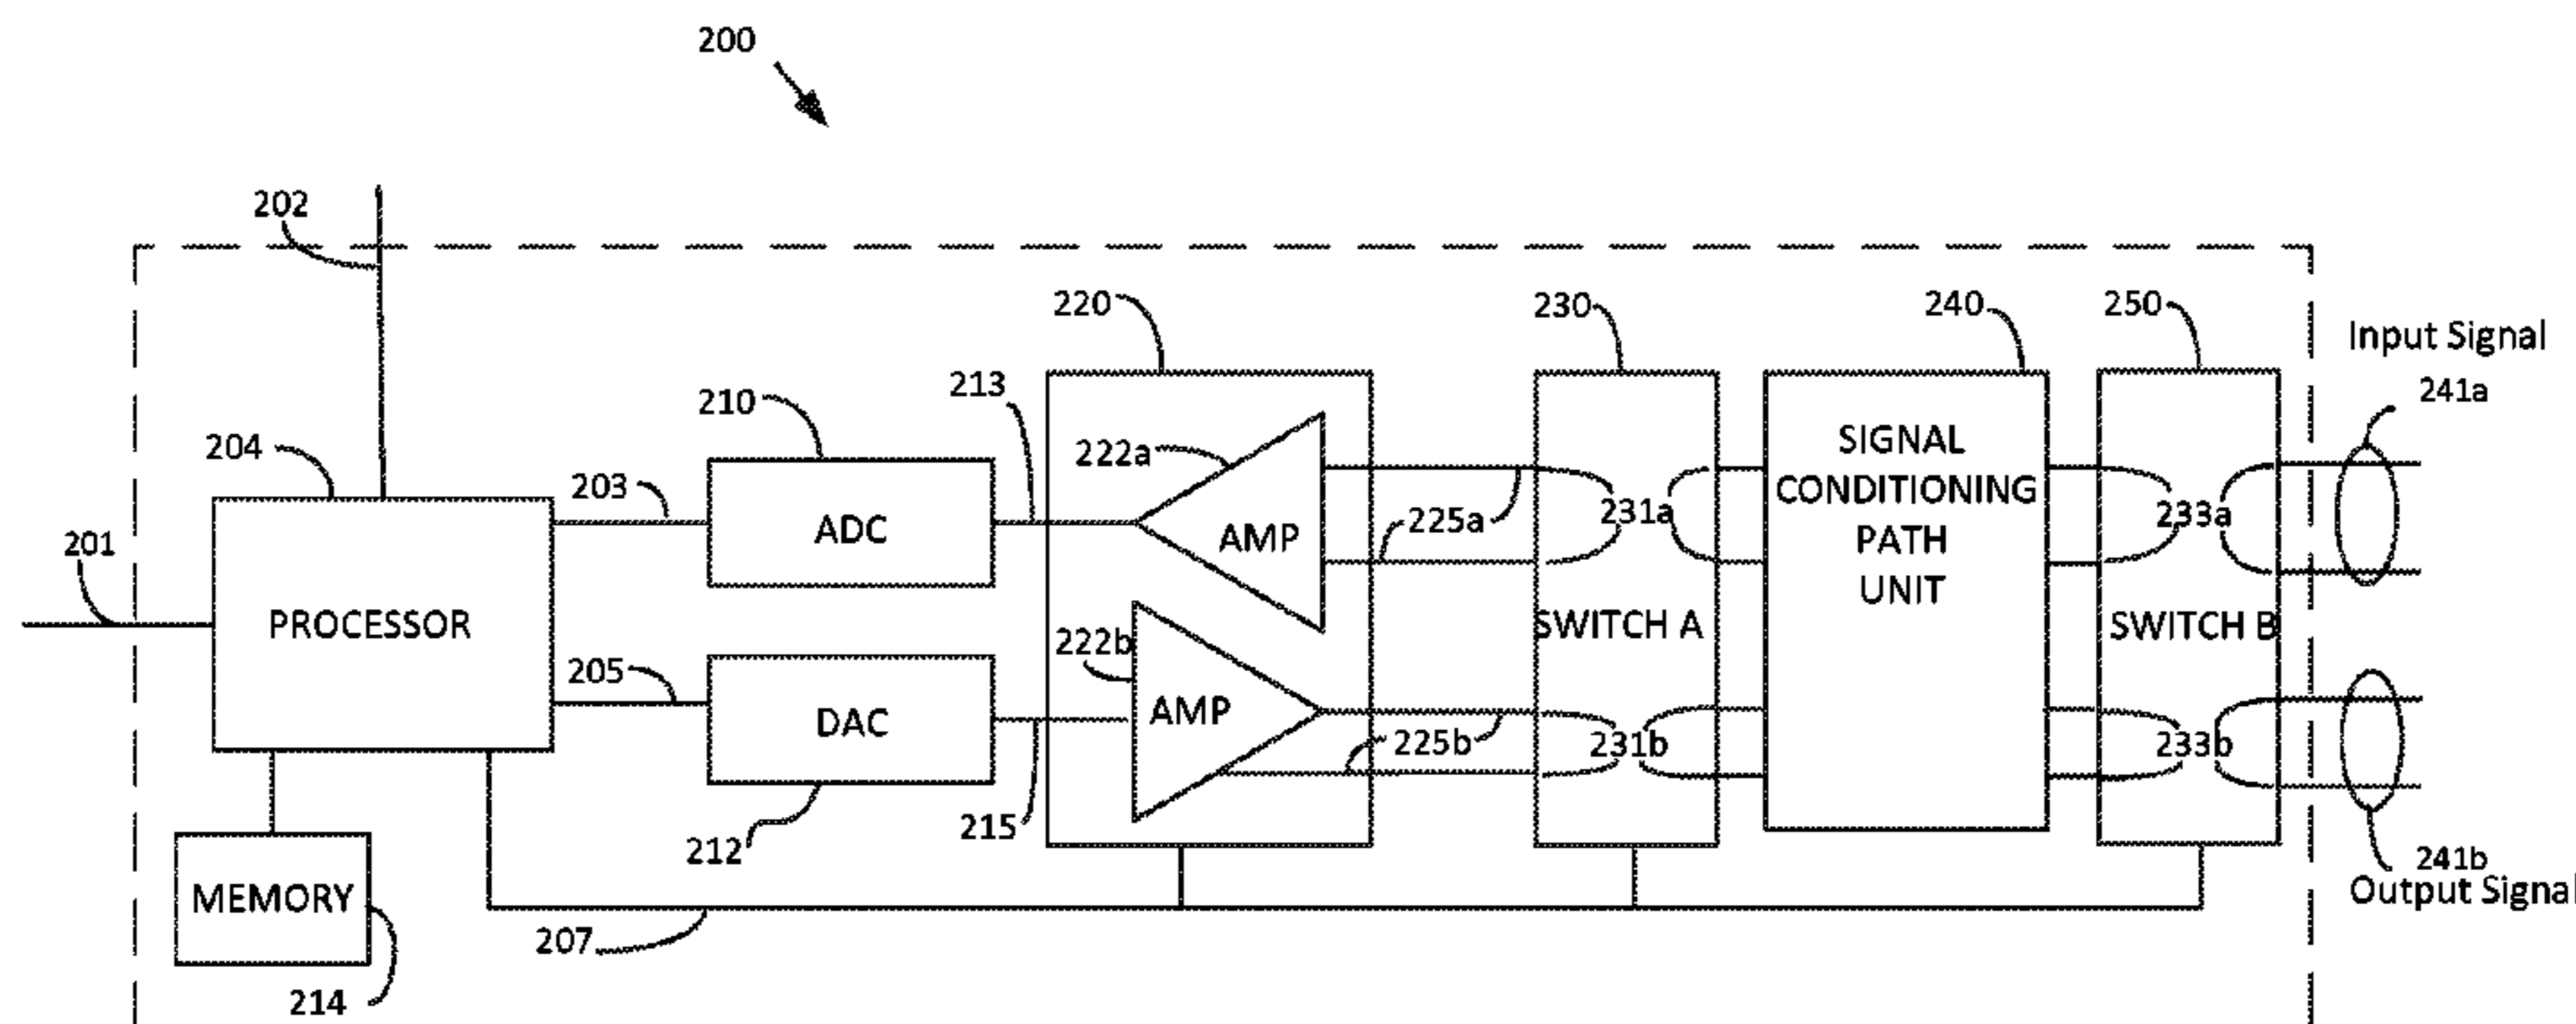 200
202
220
230
240
250
Input Signal
241a
213
210
204
222a
SIGNAL
CONDITIONING
PATH
UNIT
203
225a
231a
233a
ADC
AMP
201
PROCESSOR
SWITCH A
SWITCH B
222b
205
AMP
DAC
225b
231b
233b
215
212
241b
Output Signal
MEMORY
207
214